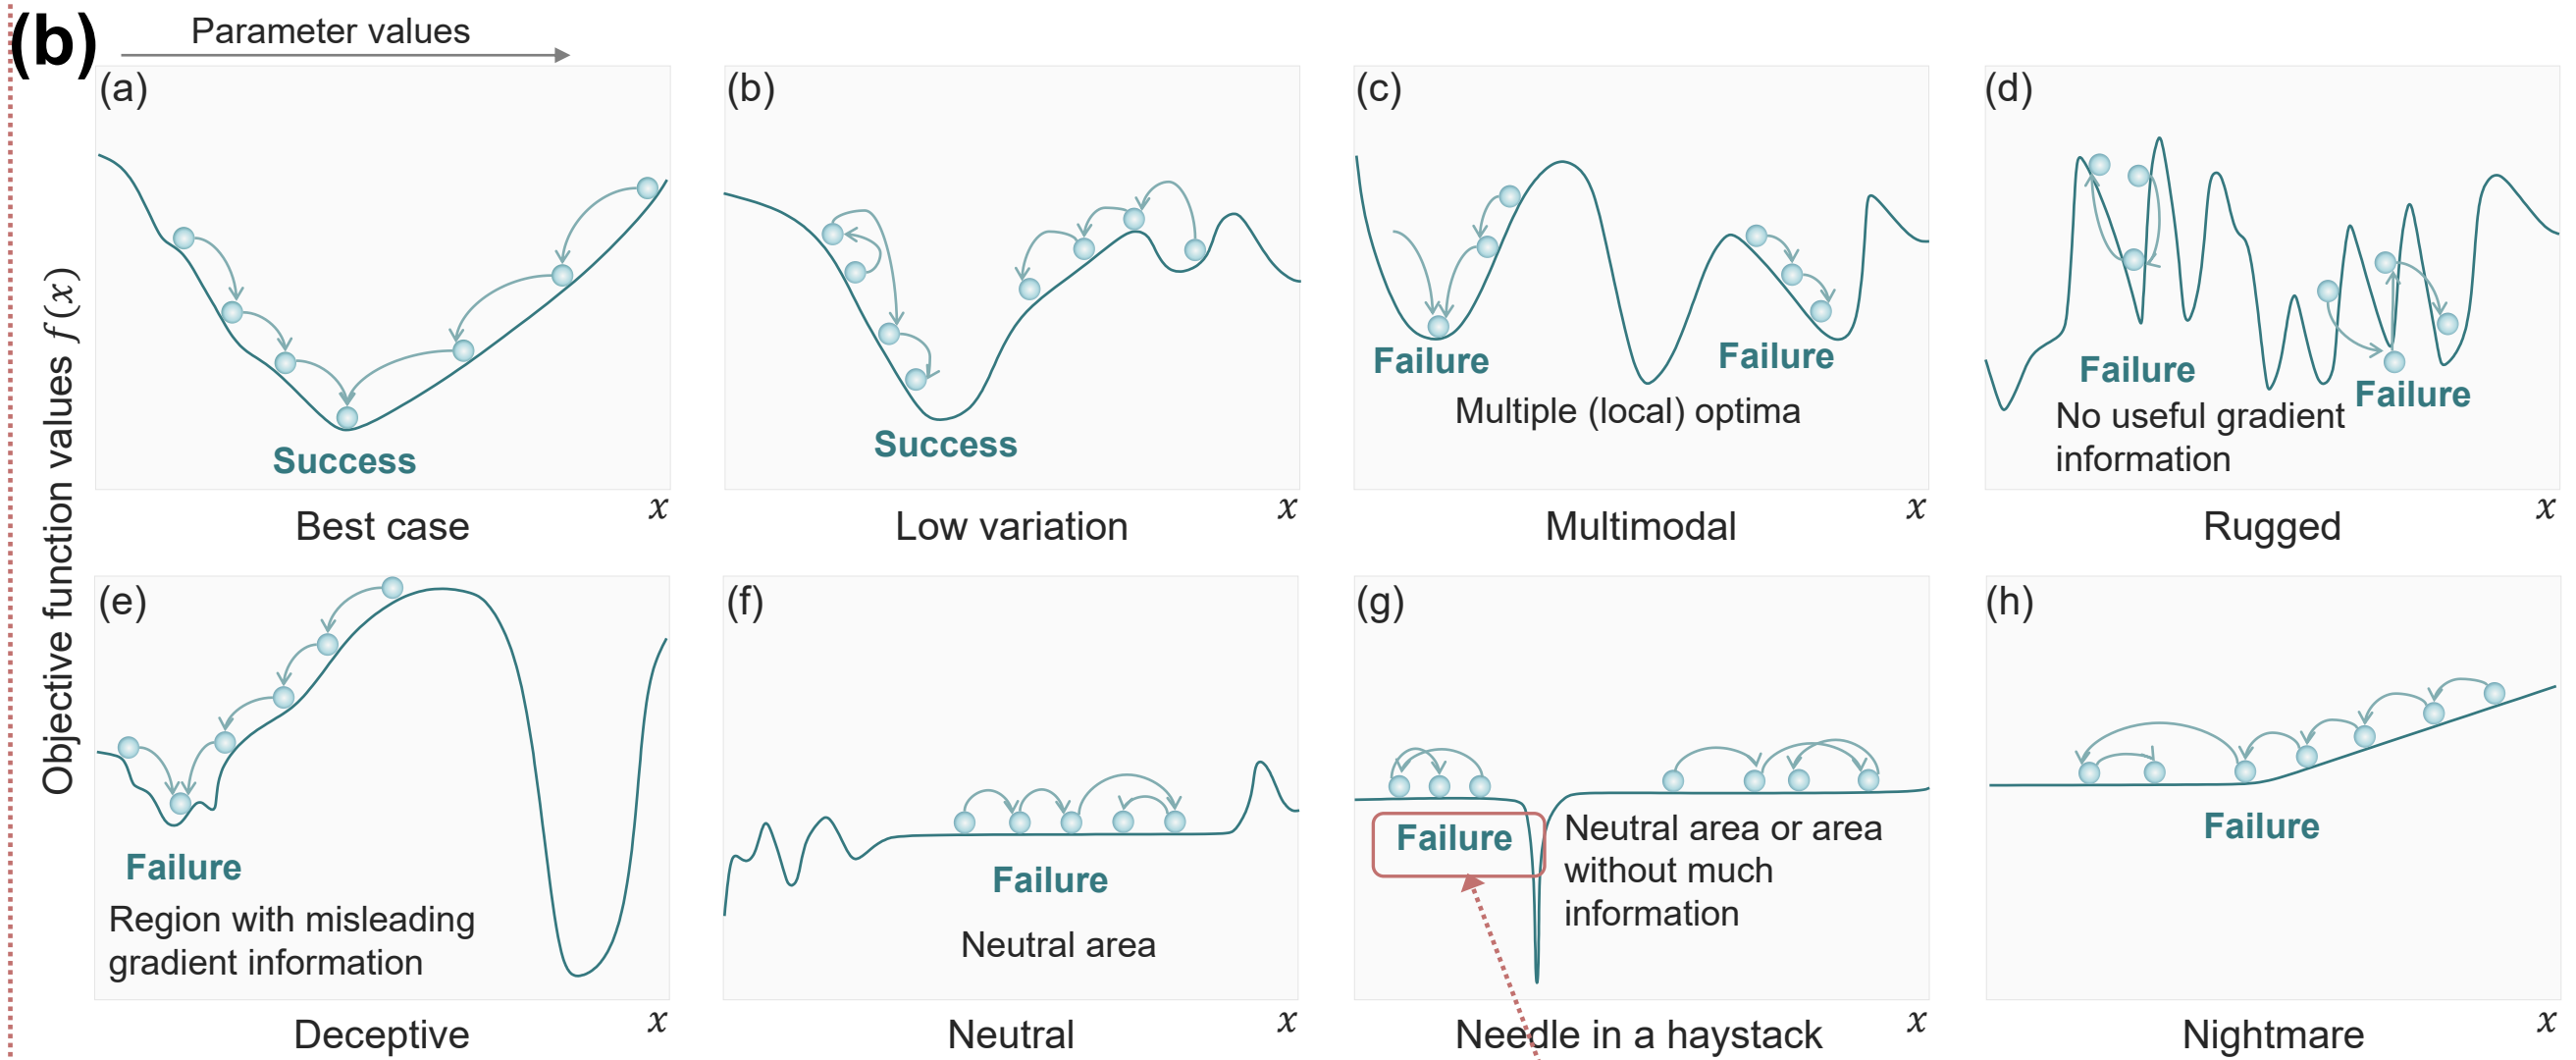 (b)
Parameter values
Objective function values f(x)
(a)
Success
x
Best case
(b)
Success
x
Low variation
(c)
Failure
Failure
Multiple (local) optima
x
Multimodal
(d)
Failure
Failure
No useful gradient
information
x
Rugged
(e)
Failure
Region with misleading
gradient information
x
Deceptive
(f)
Failure
Neutral area
x
Neutral
(g)
Failure
Neutral area or area
without much
information
x
Needle in a haystack
(h)
Failure
x
Nightmare